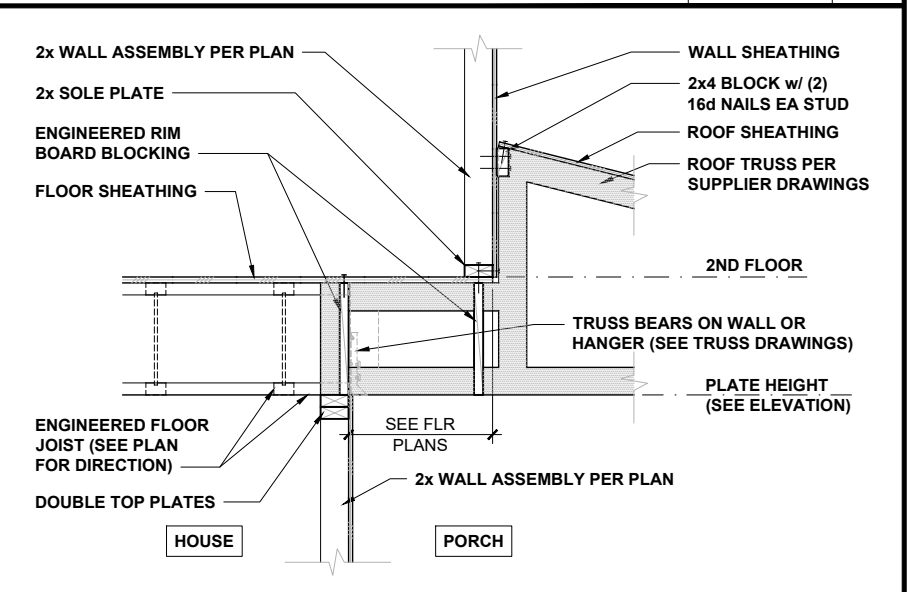 2x WALL ASSEMBLY PER PLAN
2x SOLE PLATE
ENGINEERED RIM
BOARD BLOCKING
FLOOR SHEATHING
WALL SHEATHING
2x4 BLOCK w/ (2)
16d NAILS EA STUD
ROOF SHEATHING
ROOF TRUSS PER
SUPPLIER DRAWINGS
2ND FLOOR
TRUSS BEARS ON WALL OR
HANGER (SEE TRUSS DRAWINGS)
PLATE HEIGHT
(SEE ELEVATION)
ENGINEERED FLOOR
JOIST (SEE PLAN
FOR DIRECTION)
DOUBLE TOP PLATES
SEE FLR
PLANS
2x WALL ASSEMBLY PER PLAN
HOUSE
PORCH